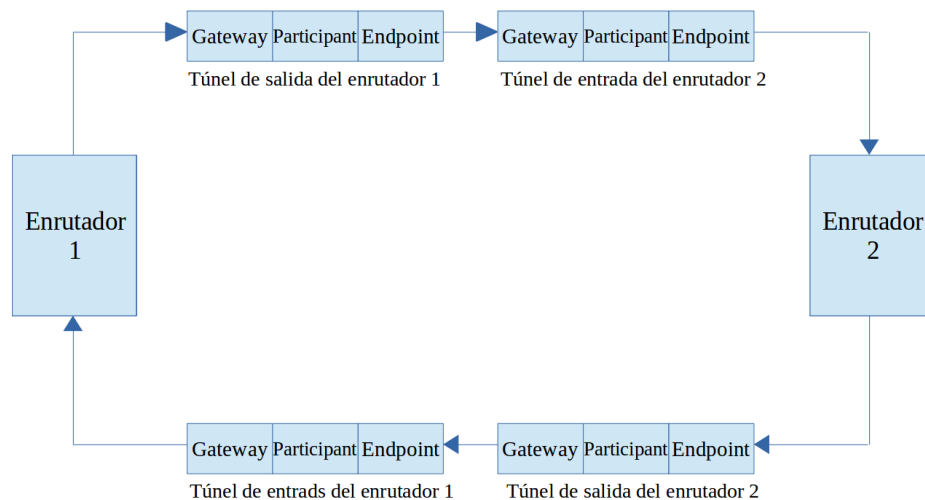 Gateway Participant Endpoint Gateway Participant Endpoint
Túnel de salida del enrutador 1 Túnel de entrada del enrutador 2
Enrutador
1
Enrutador
2
Gateway Participant Endpoint Gateway Participant Endpoint
Túnel de entrads del enrutador 1 Túnel de salida del enrutador 2